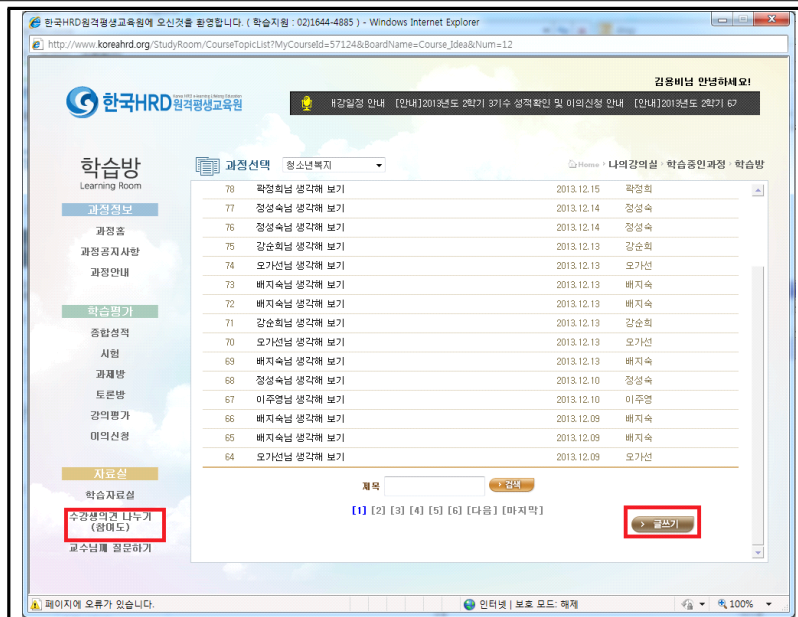 한국HRD원격평생교육원에 오신것을 환영합니다. ( 학습지원 : 02)1644-4885 ) - Windows Internet Explorer
http://www.koreahrd.org/StudyRoom/CourseTopicList?MyCourseId=57124&BoardName=Course_Idea&Num=12
김용비님 안녕하세요!
한국HRD원격평생교육원
개강일정 안내 [안내]2013년도 2학기 3기수 성적확인 및 이의신청 안내 [안내]2013년도 2학기 6기
학습방
Learning Room
과정선택 청소년복지
Home › 나의강의실 › 학습중인과정 › 학습방
과정정보
과정홈
과정공지사항
과정안내
학습평가
종합성적
시험
과제방
토론방
강의평가
이의신청
자료실
학습자료실
수강생의견 나누기
(참여도)
교수님께 질문하기
78 곽정희님 생각해 보기 2013.12.15 곽정희
77 정성숙님 생각해 보기 2013.12.14 정성숙
76 정성숙님 생각해 보기 2013.12.14 정성숙
75 강순희님 생각해 보기 2013.12.13 강순희
74 오가선님 생각해 보기 2013.12.13 오가선
73 배지숙님 생각해 보기 2013.12.13 배지숙
72 배지숙님 생각해 보기 2013.12.13 배지숙
71 강순희님 생각해 보기 2013.12.13 강순희
70 오가선님 생각해 보기 2013.12.13 오가선
69 배지숙님 생각해 보기 2013.12.13 배지숙
68 정성숙님 생각해 보기 2013.12.10 정성숙
67 이주영님 생각해 보기 2013.12.10 이주영
66 배지숙님 생각해 보기 2013.12.09 배지숙
65 배지숙님 생각해 보기 2013.12.09 배지숙
64 오가선님 생각해 보기 2013.12.09 오가선
제목 검색
[1] [2] [3] [4] [5] [6] [다음] [마지막]
글쓰기
페이지에 오류가 있습니다.
인터넷 | 보호 모드: 해제
100%